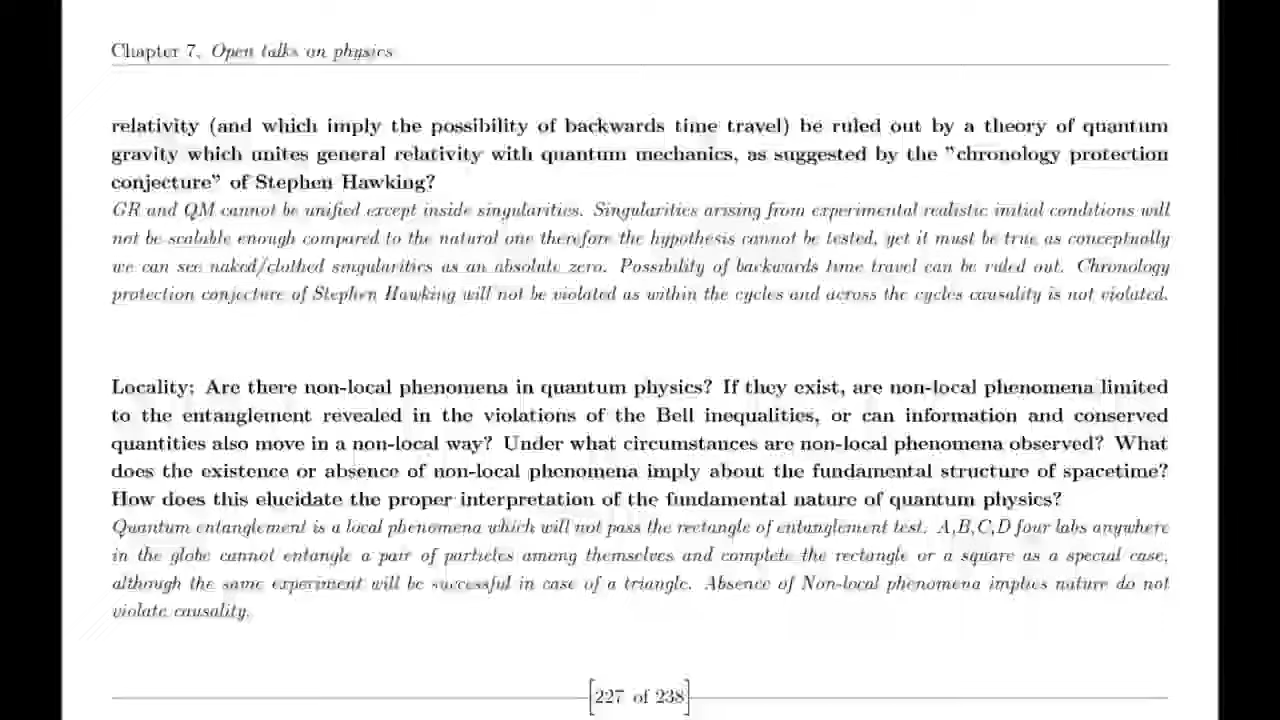 Chapter 7, Open talks on physics
relativity (and which imply the possibility of backwards time travel) be ruled out by a theory of quantum
gravity which unites general relativity with quantum mechanics, as suggested by the "chronology protection
conjecture" of Stephen Hawking?
GR and QM cannot be unified except inside singularities. Singularities arising from experimental realistic initial conditions will
not be scalable enough compared to the natural one therefore the hypothesis cannot be tested, yet it must be true as conceptually
we can see naked/clothed singularities as an absolute zero. Possibility of backwards time travel can be ruled out. Chronology
protection conjecture of Stephen Hawking will not be violated as within the cycles and across the cycles causality is not violated.
Locality: Are there non-local phenomena in quantum physics? If they exist, are non-local phenomena limited
to the entanglement revealed in the violations of the Bell inequalities, or can information and conserved
quantities also move in a non-local way? Under what circumstances are non-local phenomena observed? What
does the existence or absence of non-local phenomena imply about the fundamental structure of spacetime?
How does this elucidate the proper interpretation of the fundamental nature of quantum physics?
Quantum entanglement is a local phenomena which will not pass the rectangle of entanglement test. A,B,C,D four labs anywhere
in the globe cannot entangle a pair of particles among themselves and complete the rectangle or a square as a special case,
although the same experiment will be successful in case of a triangle. Absence of Non-local phenomena implies nature do not
violate causality.
[227 of 238]